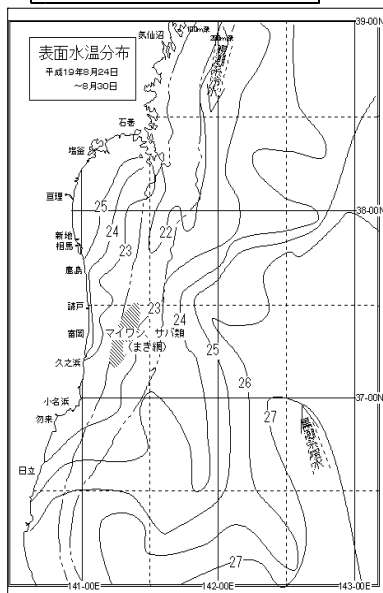 表面水温分布
平成19年8月24日
～8月30日
気仙沼
100m深
200m深
39-00N
石巻
塩釜
亘理
25
24
23
22
38-00N
新地
相馬
鹿島
請戸
23
24
富岡
マイワシ、サバ類
(まき網)
25
久之浜
26
小名浜
27
37-00N
勿来
日立
27
141-00E
142-00E
143-00E